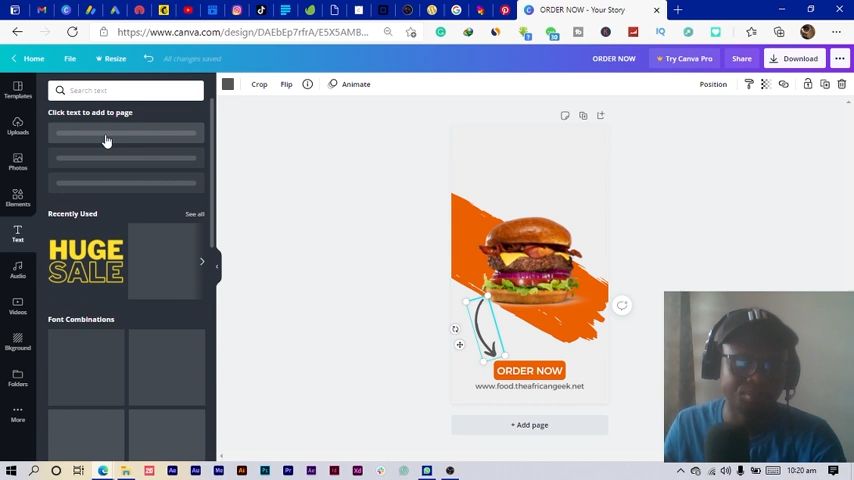 ORDER NOW - Your Story
https://www.canva.com/design/DAEbEp7rfrA/E5X5AMB...
Home
File
Resize
All changes saved
ORDER NOW
Try Canva Pro
Share
Download
Search text
Crop
Flip
Animate
Position
Templates
Click text to add to page
Uploads
Photos
Elements
Recently Used
See all
Text
HUGE
SALE
Audio
Videos
Font Combinations
Bkground
Folders
More
ORDER NOW
www.food.theafricangeek.net
+ Add page
10:20 am